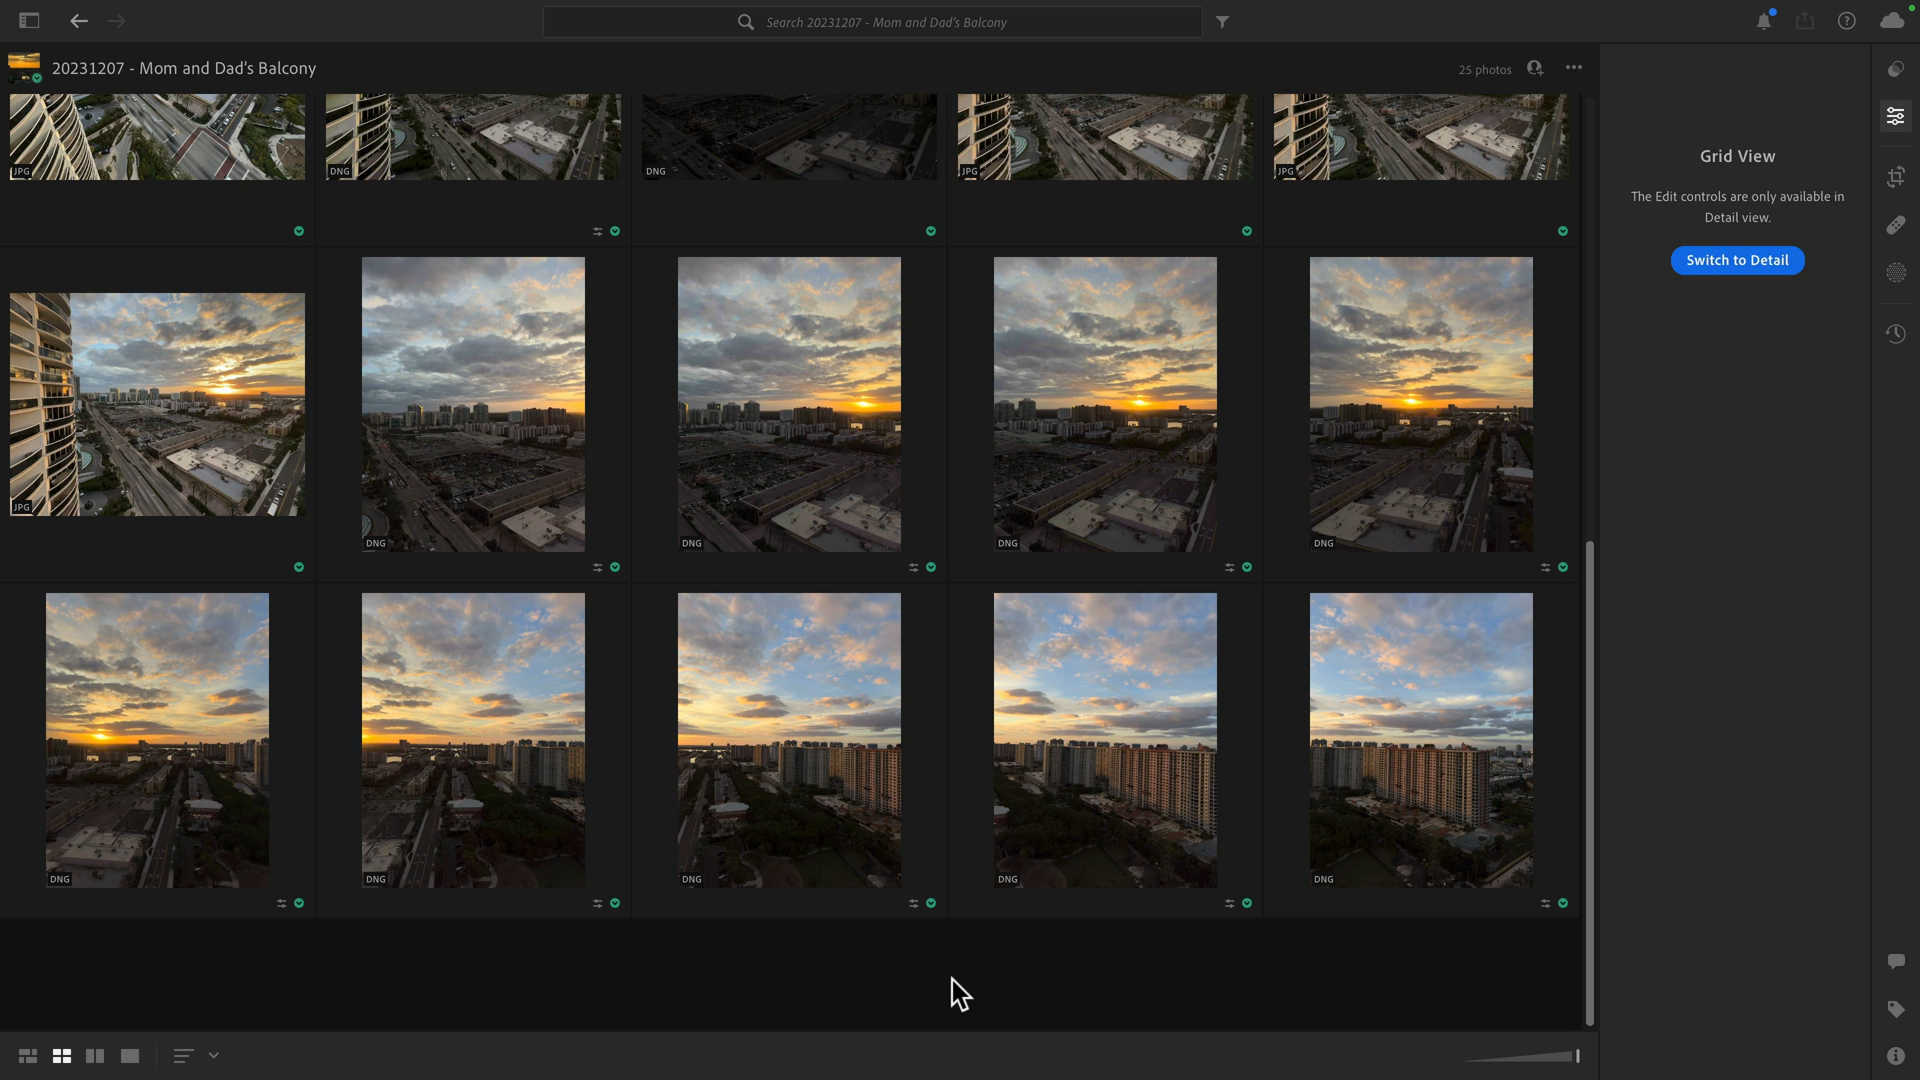 Search 20231207 - Mom and Dad's Balcony
20231207 - Mom and Dad's Balcony
25 photos
JPG
DNG
DNG
JPG
JPG
Grid View
The Edit controls are only available in
Detail view.
Switch to Detail
JPG
DNG
DNG
DNG
DNG
DNG
DNG
DNG
DNG
DNG